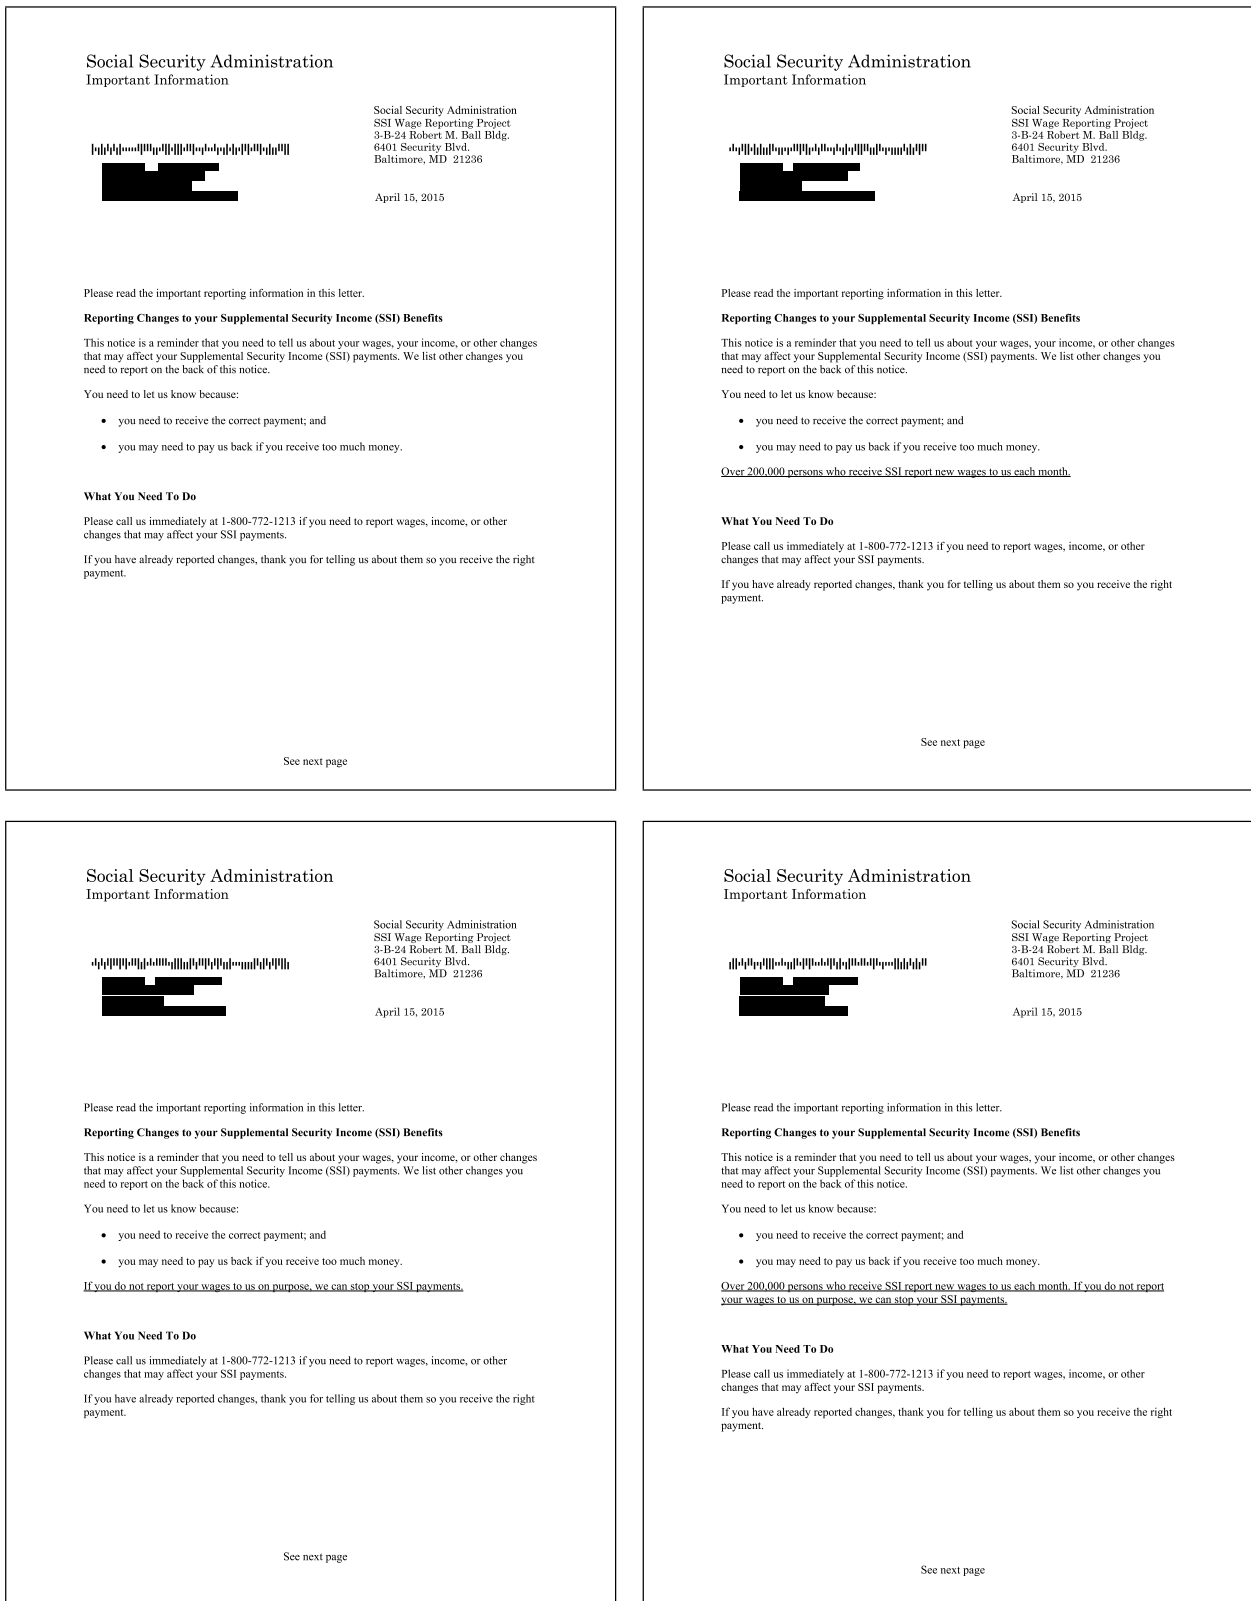 Social Security Administration
Important Information
Social Security Administration
SSI Wage Reporting Project
3-B-24 Robert M. Ball Bldg.
6401 Security Blvd.
Baltimore, MD  21236
April 15, 2015
Please read the important reporting information in this letter.
Reporting Changes to your Supplemental Security Income (SSI) Benefits
This notice is a reminder that you need to tell us about your wages, your income, or other changes
that may affect your Supplemental Security Income (SSI) payments. We list other changes you
need to report on the back of this notice.
You need to let us know because:
• you need to receive the correct payment; and
• you may need to pay us back if you receive too much money.
What You Need To Do
Please call us immediately at 1-800-772-1213 if you need to report wages, income, or other
changes that may affect your SSI payments.
If you have already reported changes, thank you for telling us about them so you receive the right
payment.
See next page
Social Security Administration
Important Information
Social Security Administration
SSI Wage Reporting Project
3-B-24 Robert M. Ball Bldg.
6401 Security Blvd.
Baltimore, MD  21236
April 15, 2015
Please read the important reporting information in this letter.
Reporting Changes to your Supplemental Security Income (SSI) Benefits
This notice is a reminder that you need to tell us about your wages, your income, or other changes
that may affect your Supplemental Security Income (SSI) payments. We list other changes you
need to report on the back of this notice.
You need to let us know because:
• you need to receive the correct payment; and
• you may need to pay us back if you receive too much money.
Over 200,000 persons who receive SSI report new wages to us each month.
What You Need To Do
Please call us immediately at 1-800-772-1213 if you need to report wages, income, or other
changes that may affect your SSI payments.
If you have already reported changes, thank you for telling us about them so you receive the right
payment.
See next page
Social Security Administration
Important Information
Social Security Administration
SSI Wage Reporting Project
3-B-24 Robert M. Ball Bldg.
6401 Security Blvd.
Baltimore, MD  21236
April 15, 2015
Please read the important reporting information in this letter.
Reporting Changes to your Supplemental Security Income (SSI) Benefits
This notice is a reminder that you need to tell us about your wages, your income, or other changes
that may affect your Supplemental Security Income (SSI) payments. We list other changes you
need to report on the back of this notice.
You need to let us know because:
• you need to receive the correct payment; and
• you may need to pay us back if you receive too much money.
If you do not report your wages to us on purpose, we can stop your SSI payments.
What You Need To Do
Please call us immediately at 1-800-772-1213 if you need to report wages, income, or other
changes that may affect your SSI payments.
If you have already reported changes, thank you for telling us about them so you receive the right
payment.
See next page
Social Security Administration
Important Information
Social Security Administration
SSI Wage Reporting Project
3-B-24 Robert M. Ball Bldg.
6401 Security Blvd.
Baltimore, MD  21236
April 15, 2015
Please read the important reporting information in this letter.
Reporting Changes to your Supplemental Security Income (SSI) Benefits
This notice is a reminder that you need to tell us about your wages, your income, or other changes
that may affect your Supplemental Security Income (SSI) payments. We list other changes you
need to report on the back of this notice.
You need to let us know because:
• you need to receive the correct payment; and
• you may need to pay us back if you receive too much money.
Over 200,000 persons who receive SSI report new wages to us each month. If you do not report
your wages to us on purpose, we can stop your SSI payments.
What You Need To Do
Please call us immediately at 1-800-772-1213 if you need to report wages, income, or other
changes that may affect your SSI payments.
If you have already reported changes, thank you for telling us about them so you receive the right
payment.
See next page